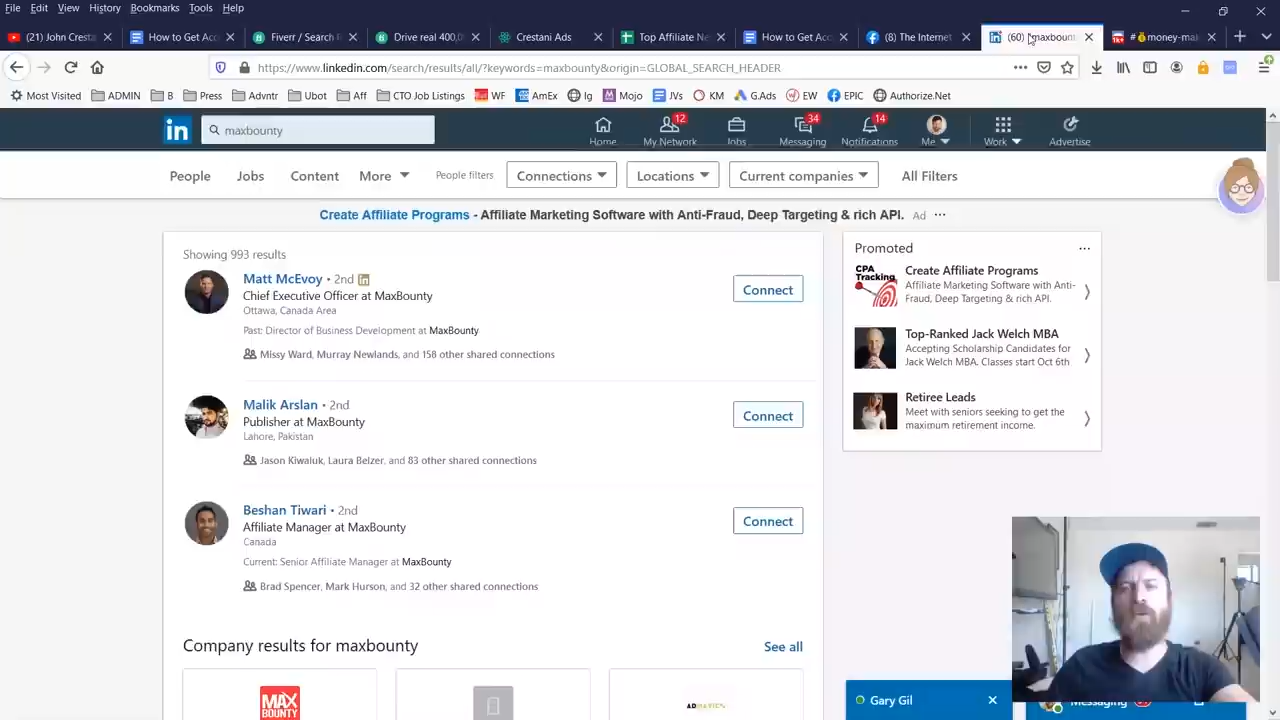 File Edit View History Bookmarks Tools Help
(21) John Cresta
How to Get Acc
Fiverr / Search R
Drive real 400,0
Crestani Ads
Top Affiliate Ne
How to Get Acc
(8) The Internet
(60) maxboun
# money-ma
https://www.linkedin.com/search/results/all/?keywords=maxbounty&origin=GLOBAL_SEARCH_HEADER
Most Visited ADMIN B Press Advntr Ubot Aff CTO Job Listings WF AmEx Ig Mojo JVs KM G.Ads EW EPIC Authorize.Net
in maxbounty
12 34 14
Home My Network Jobs Messaging Notifications Me Work Advertise
People Jobs Content More People filters Connections Locations Current companies All Filters
Create Affiliate Programs - Affiliate Marketing Software with Anti-Fraud, Deep Targeting & rich API. Ad ...
Showing 993 results
Matt McEvoy • 2nd in
Chief Executive Officer at MaxBounty
Ottawa, Canada Area
Past: Director of Business Development at MaxBounty
Missy Ward, Murray Newlands, and 158 other shared connections
Connect
Malik Arslan • 2nd
Publisher at MaxBounty
Lahore, Pakistan
Jason Kiwaluk, Laura Belzer, and 83 other shared connections
Connect
Beshan Tiwari • 2nd
Affiliate Manager at MaxBounty
Canada
Current: Senior Affiliate Manager at MaxBounty
Brad Spencer, Mark Hurson, and 32 other shared connections
Connect
Company results for maxbounty
See all
MAX
BOUNTY
Promoted ...
CPA
Tracking
Create Affiliate Programs
Affiliate Marketing Software with Anti-
Fraud, Deep Targeting & rich API.
Top-Ranked Jack Welch MBA
Accepting Scholarship Candidates for
Jack Welch MBA. Classes start Oct 6th
Retiree Leads
Meet with seniors seeking to get the
maximum retirement income.
Gary Gil
Messaging